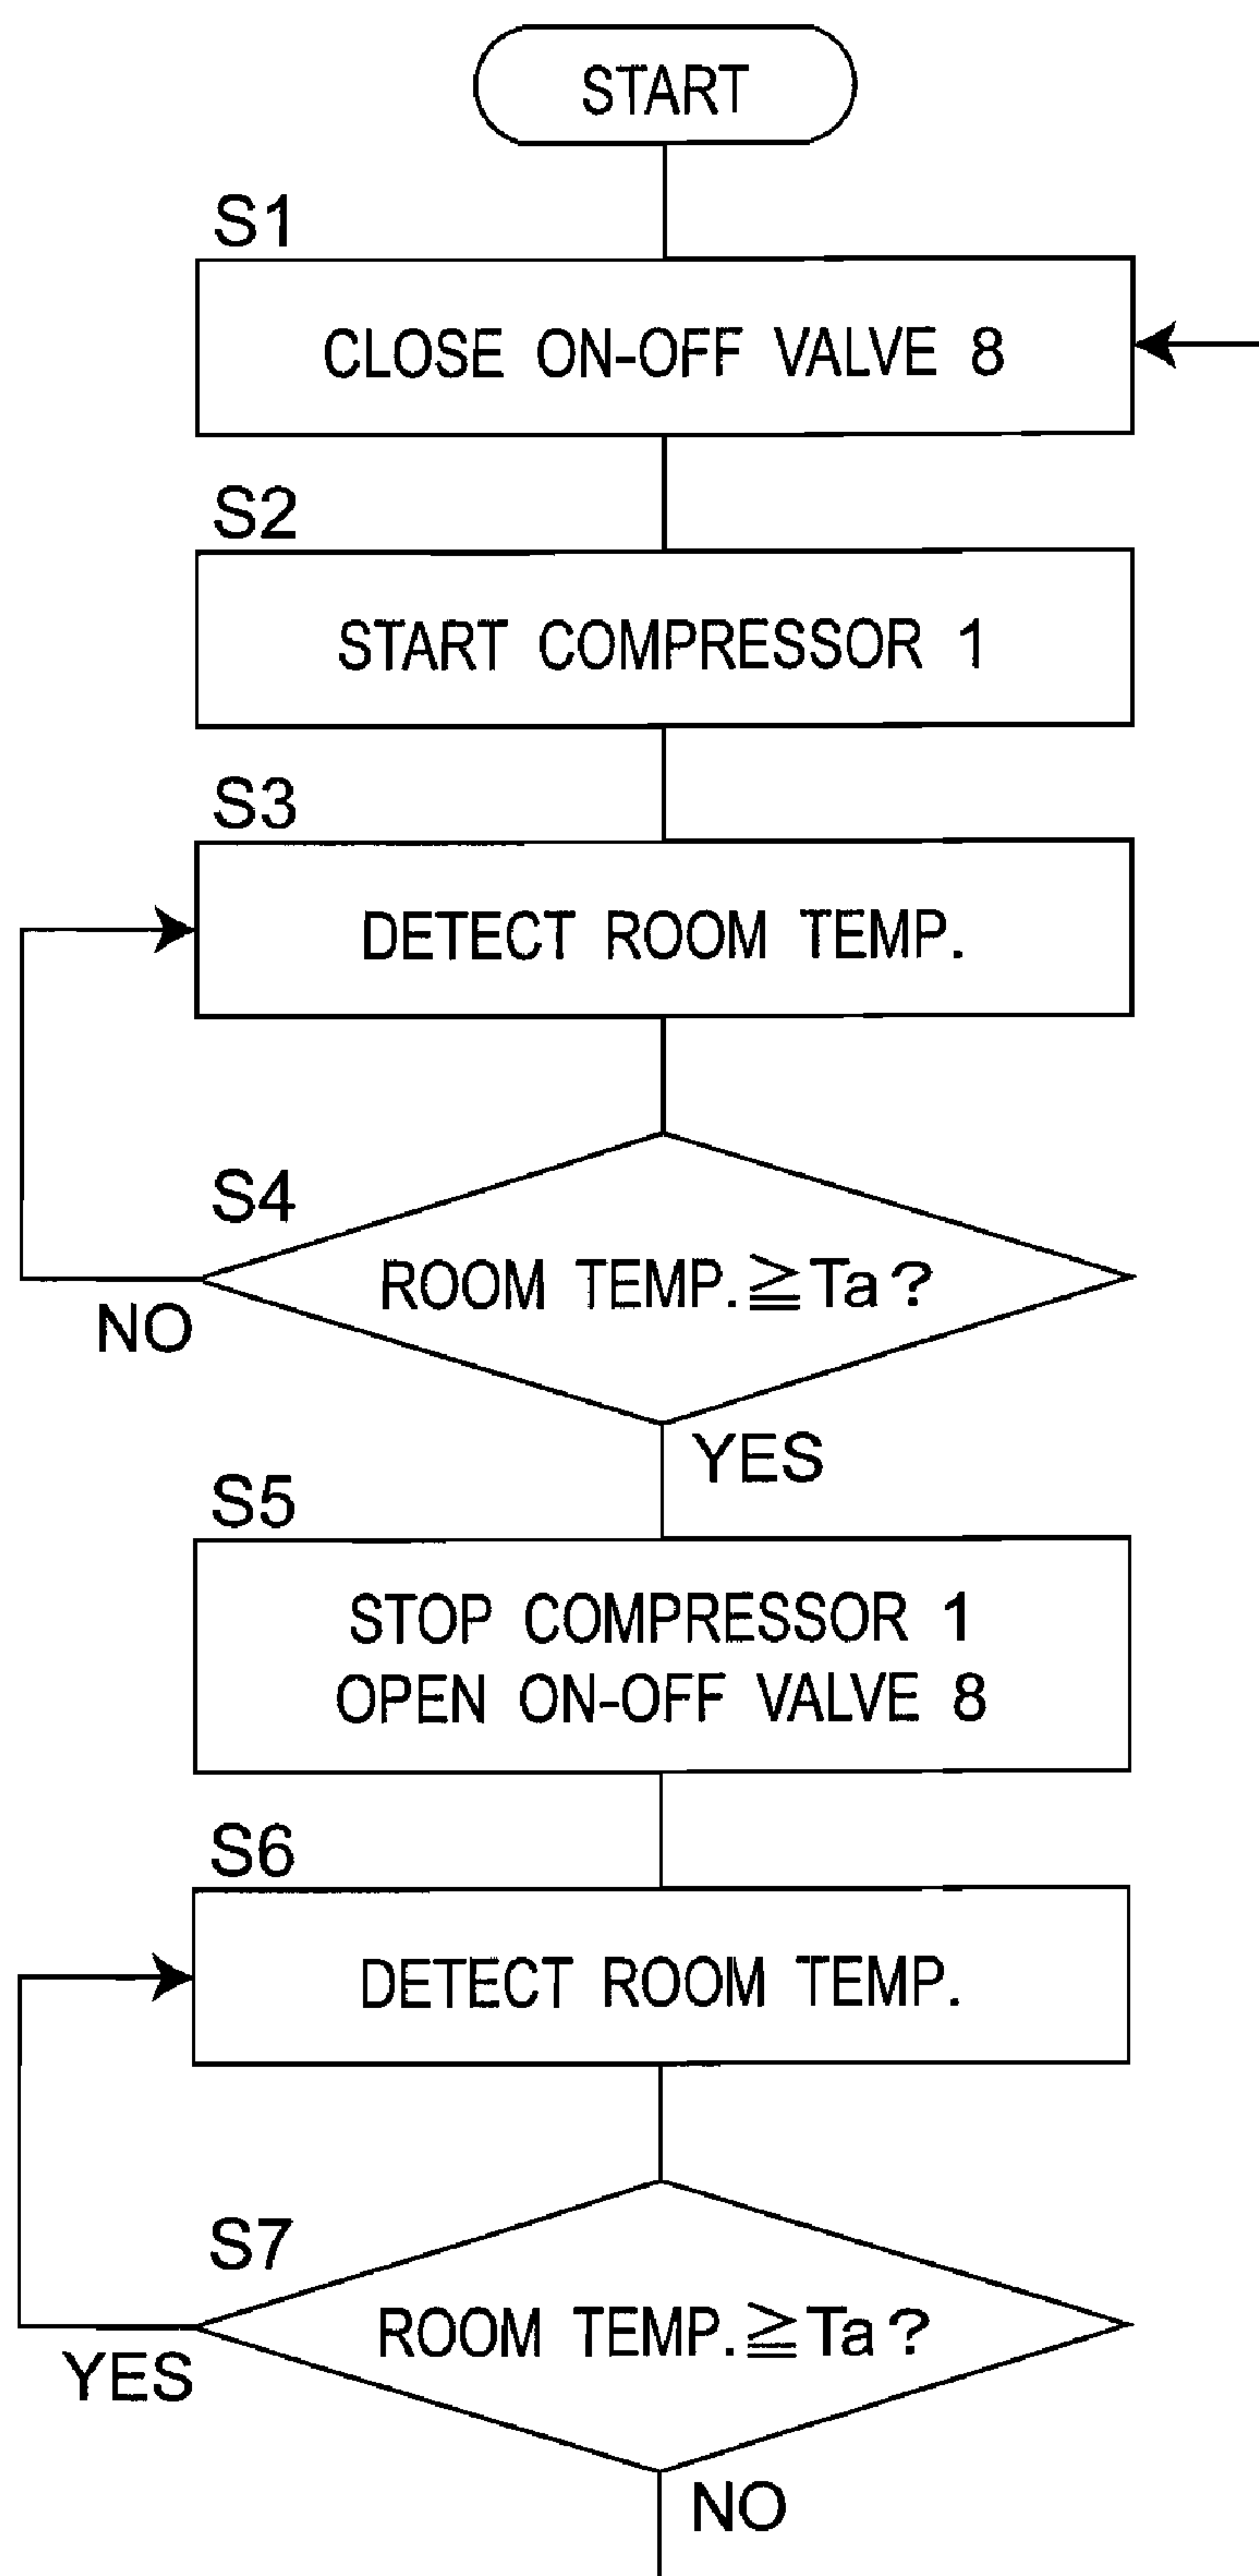 START
S1
CLOSE ON-OFF VALVE 8
S2
START COMPRESSOR 1
S3
DETECT ROOM TEMP.
S4
ROOM TEMP.≧Ta?
NO
YES
S5
STOP COMPRESSOR 1
OPEN ON-OFF VALVE 8
S6
DETECT ROOM TEMP.
S7
ROOM TEMP.≧Ta?
YES
NO